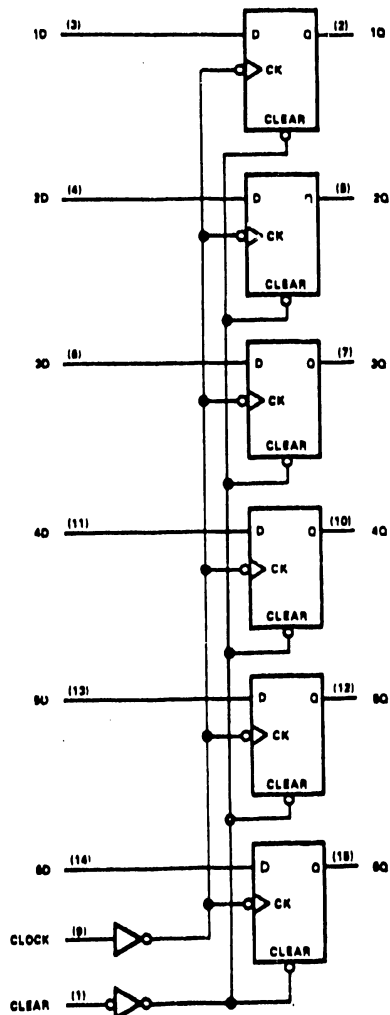 1D (3) D Q (2) 1Q
CK
CLEAR
2D (4) D (5) 2Q
CK
CLEAR
3D (6) D Q (7) 3Q
CK
CLEAR
4D (11) D Q (10) 4Q
CK
CLEAR
5D (13) D Q (12) 5Q
CK
CLEAR
6D (14) D Q (15) 6Q
CK
CLOCK (9)
CLEAR
CLEAR (1)